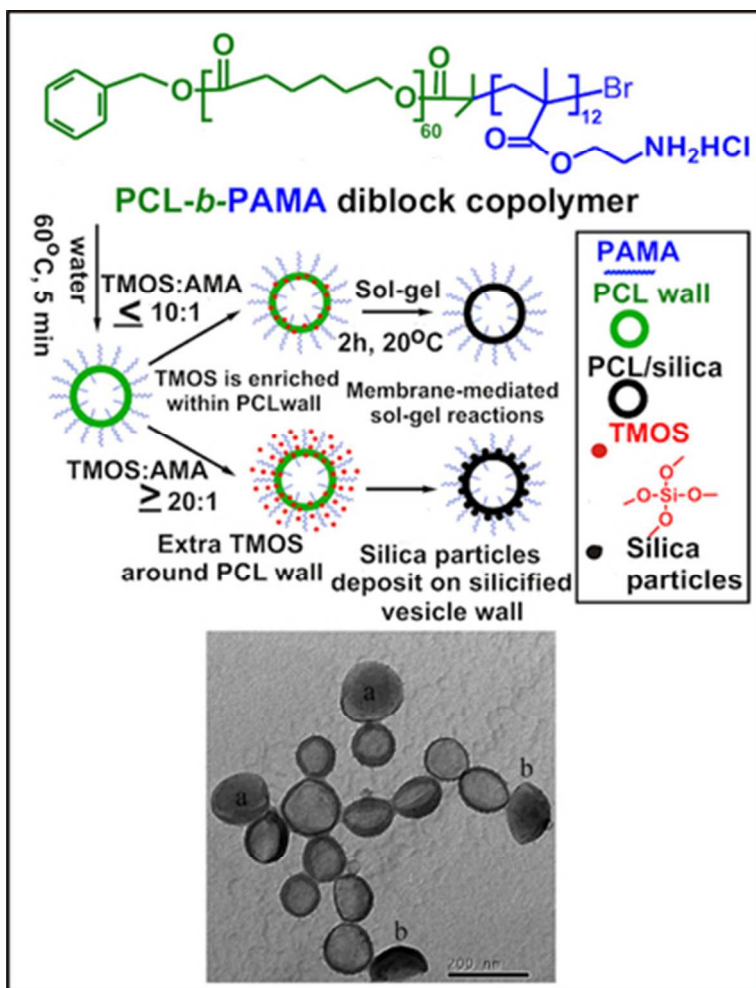 O
O
O
O
60
O
12
Br
O
O
NH2HCl
PCL-b-PAMA diblock copolymer
water
60°C, 5 min
TMOS:AMA
≤ 10:1
TMOS is enriched
within PCLwall
Sol-gel
2h, 20°C
Membrane-mediated
sol-gel reactions
TMOS:AMA
≥ 20:1
Extra TMOS
around PCL wall
Silica particles
deposit on silicified
vesicle wall
PAMA
PCL wall
PCL/silica
TMOS
O
O-Si-O
O
Silica
particles
a
a
b
b
200 nm